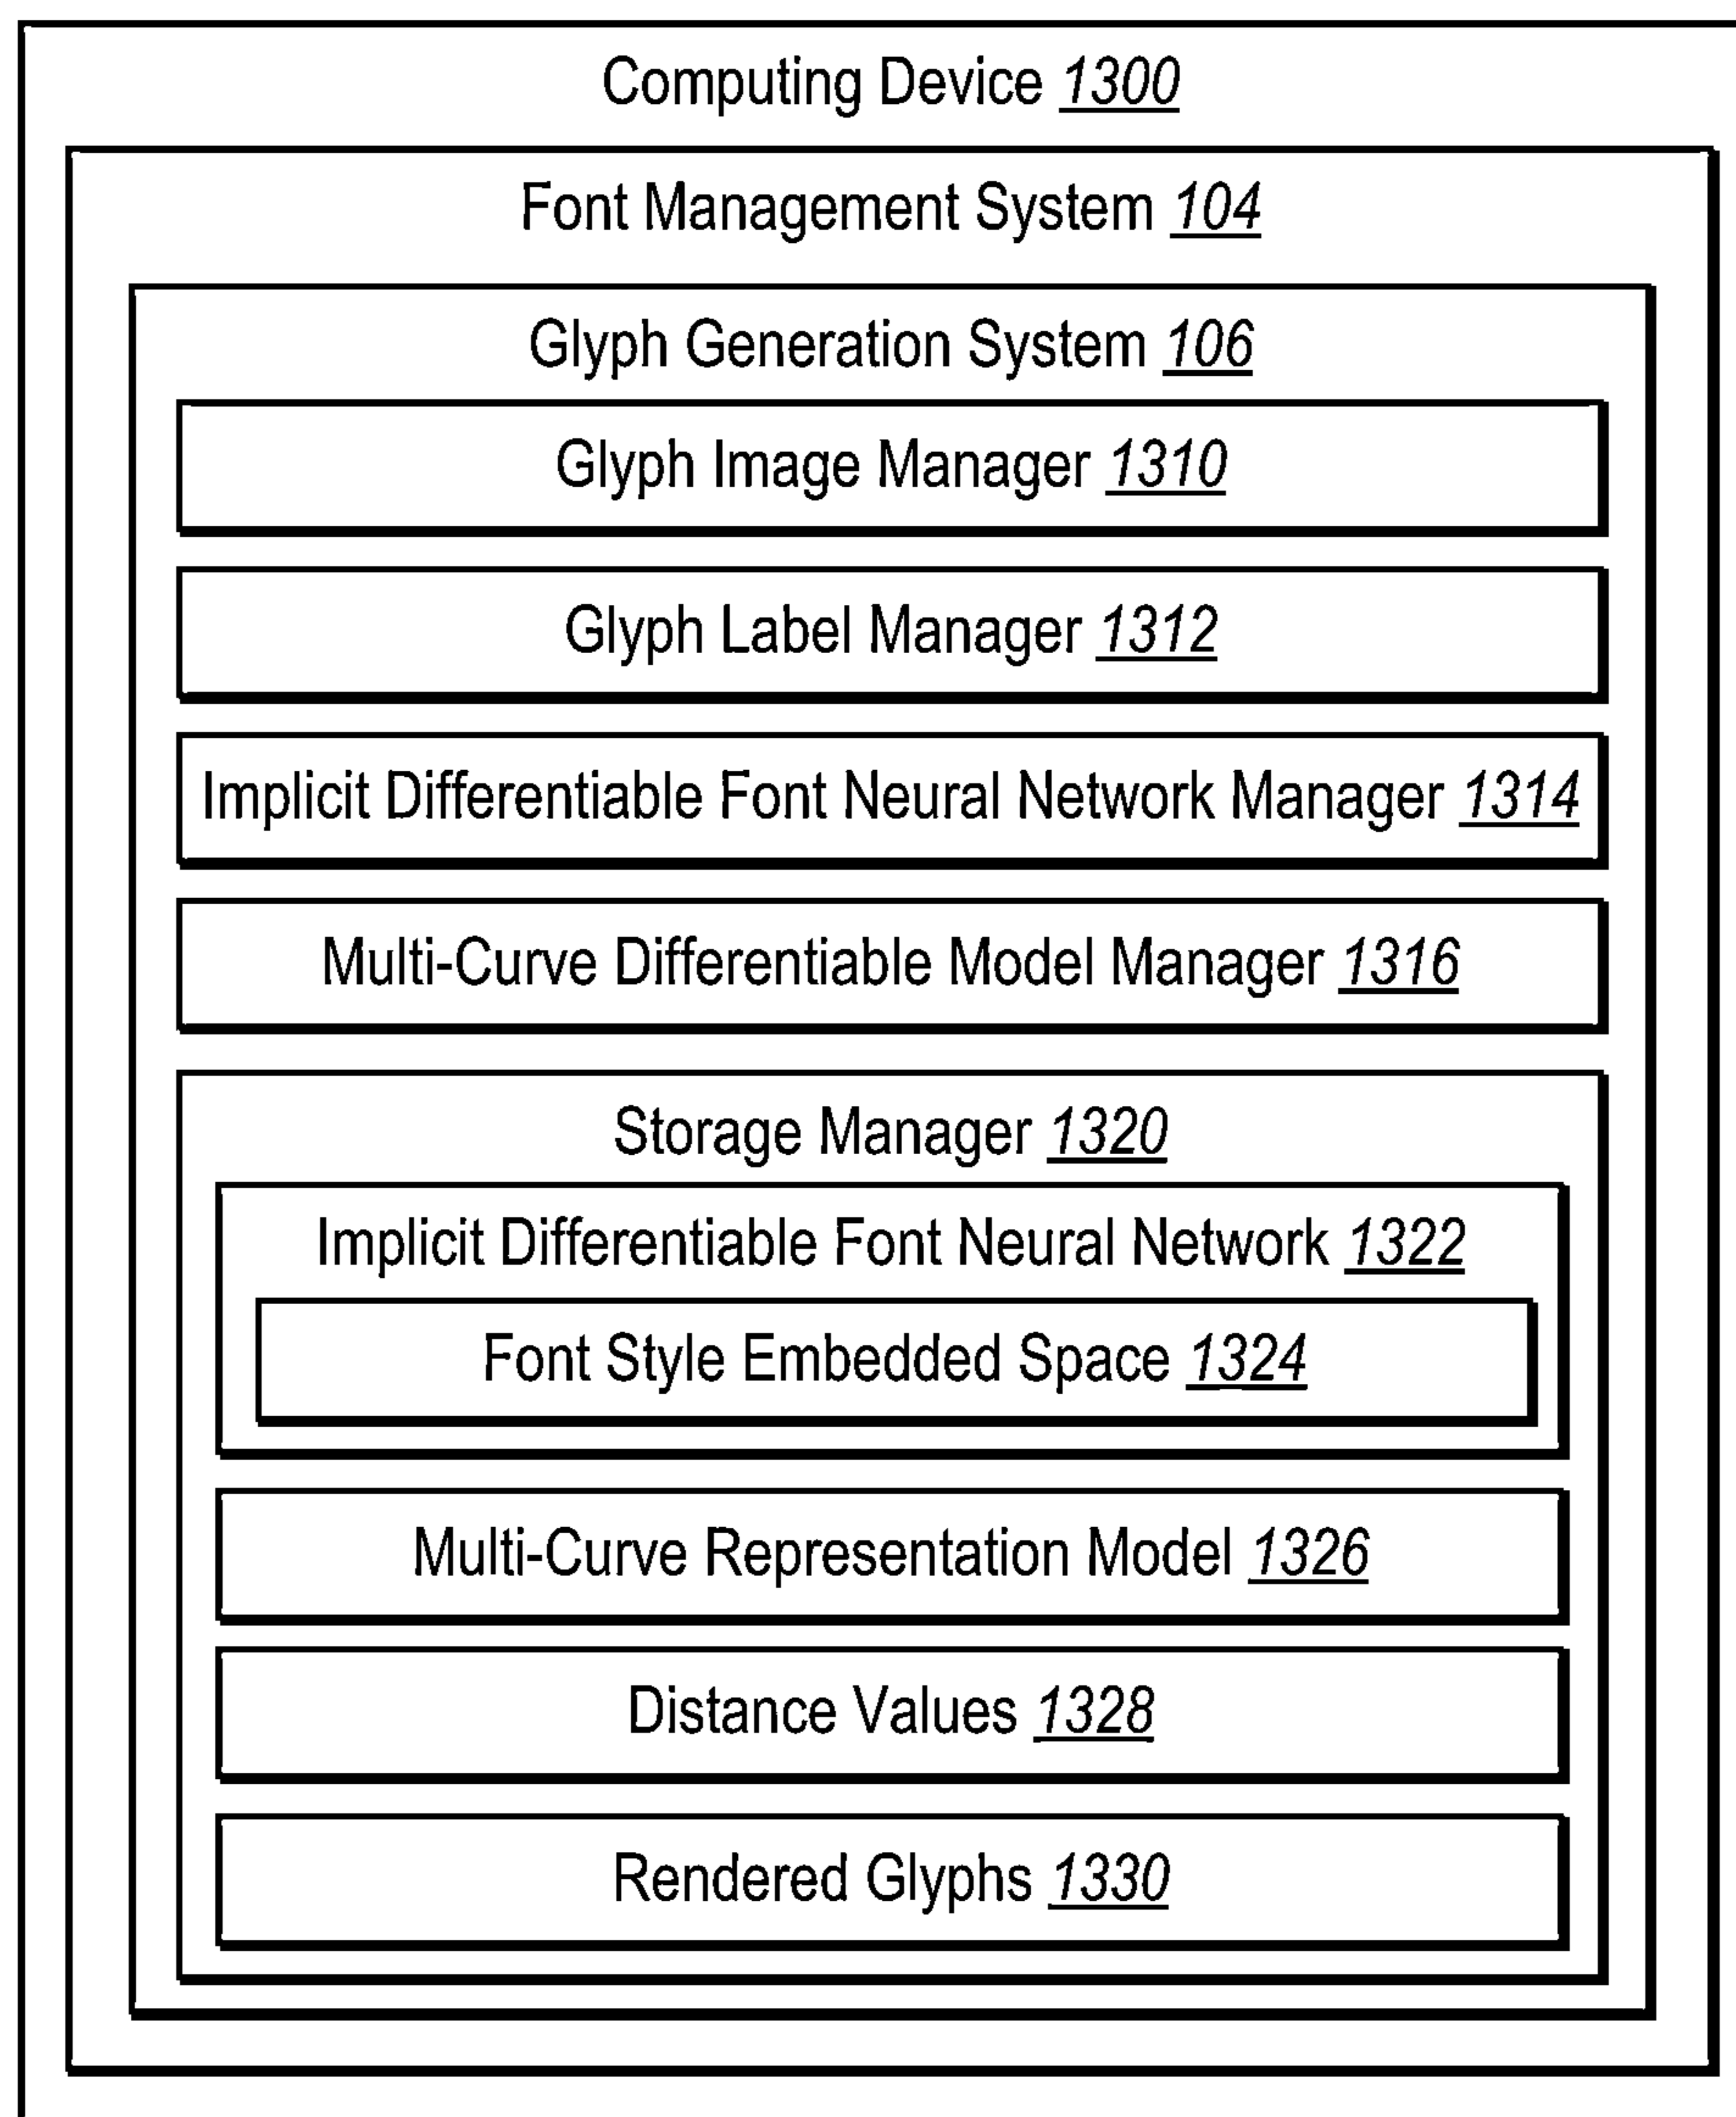 Computing Device 1300
Font Management System 104
Glyph Generation System 106
Glyph Image Manager 1310
Glyph Label Manager 1312
Implicit Differentiable Font Neural Network Manager 1314
Multi-Curve Differentiable Model Manager 1316
Storage Manager 1320
Implicit Differentiable Font Neural Network 1322
Font Style Embedded Space 1324
Multi-Curve Representation Model 1326
Distance Values 1328
Rendered Glyphs 1330